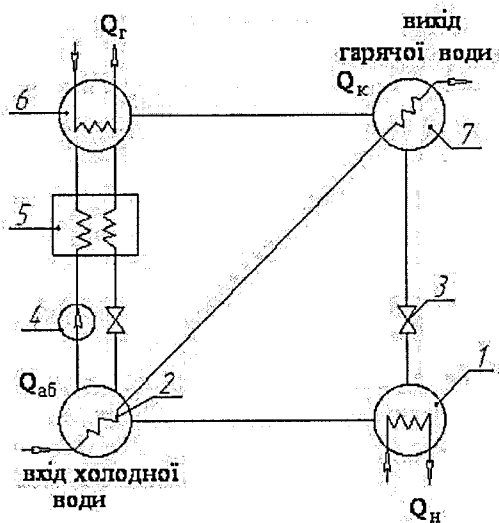 вихід
гарячої води
Qг
Qк
6
7
5
4
3
Qаб
2
1
вхід холодної
води
Qн